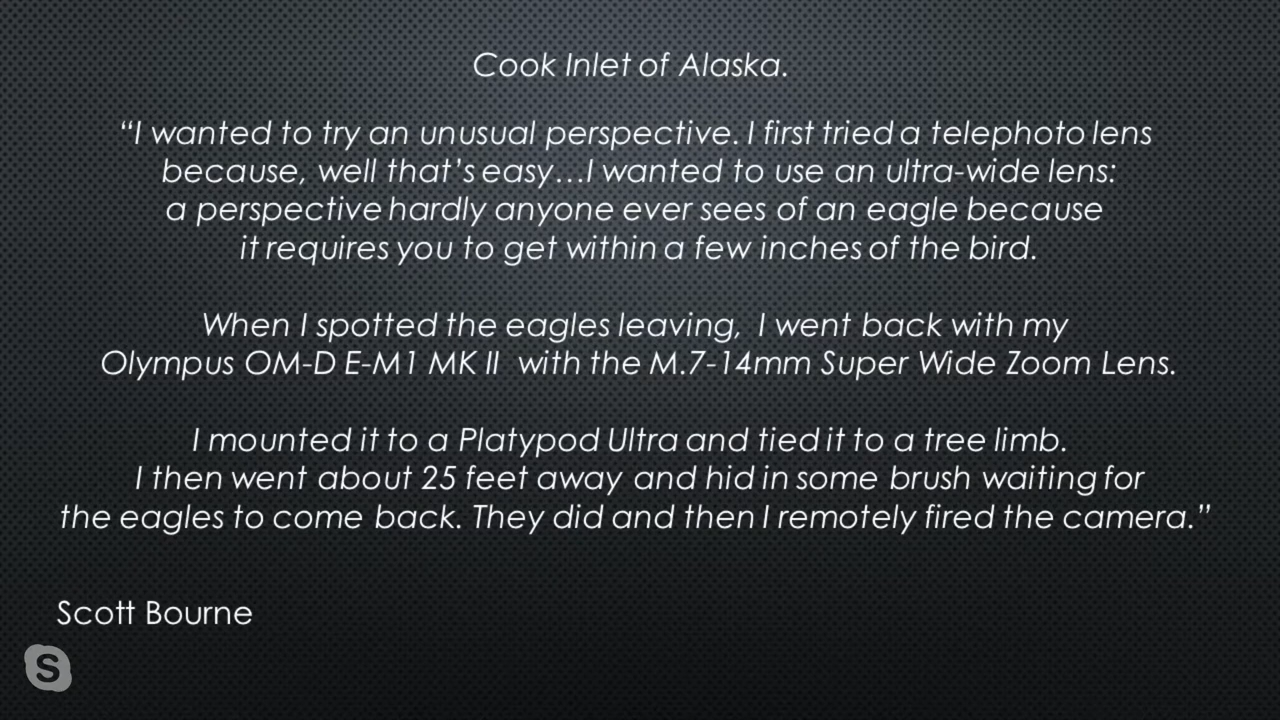 Cook Inlet of Alaska.
“I wanted to try an unusual perspective. I first tried a telephoto lens
because, well that’s easy…I wanted to use an ultra-wide lens:
a perspective hardly anyone ever sees of an eagle because
it requires you to get within a few inches of the bird.
When I spotted the eagles leaving,  I went back with my
Olympus OM-D E-M1 MK II  with the M.7-14mm Super Wide Zoom Lens.
I mounted it to a Platypod Ultra and tied it to a tree limb.
I then went about 25 feet away and hid in some brush waiting for
the eagles to come back. They did and then I remotely fired the camera.”
Scott Bourne
S